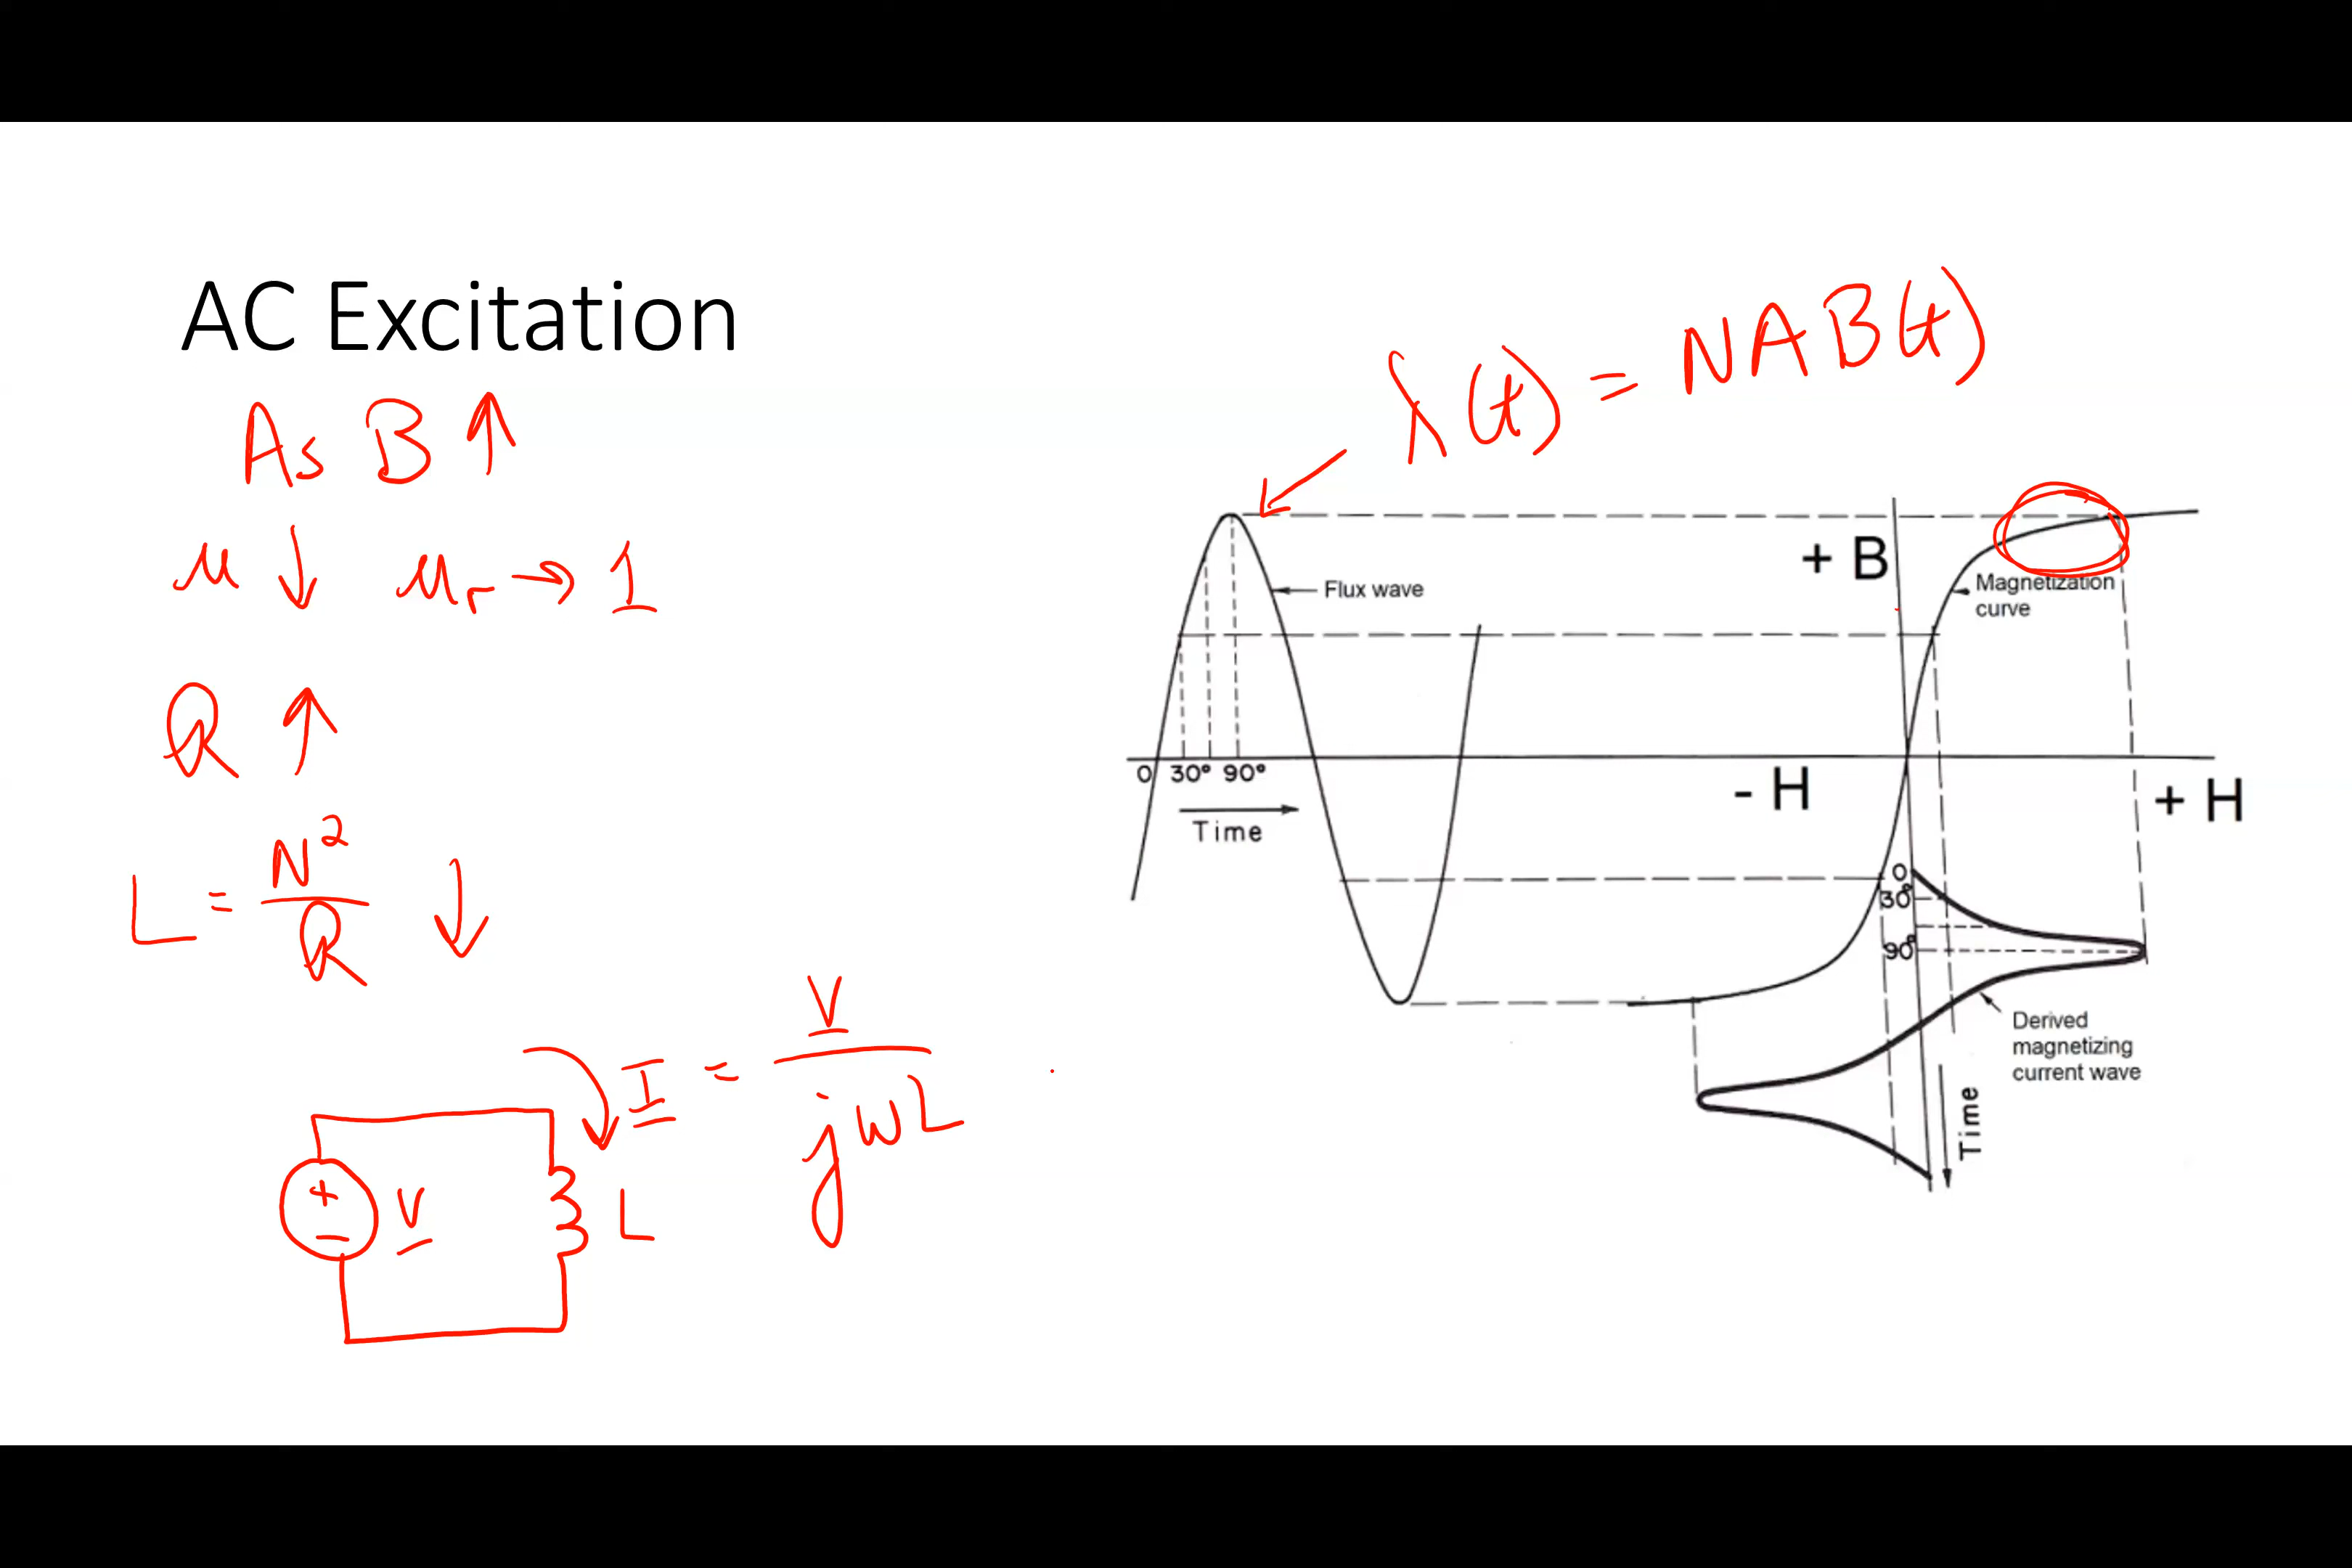 AC Excitation
As B ↑
μ ↓ μr → 1
R ↑
L = N² / R ↓
I = V / jωL
+
−
V
L
λ(t) = NAB(t)
+ B
Flux wave
Magnetization
curve
0 30° 90°
Time
- H
+ H
0
30°
90°
Derived
magnetizing
current wave
Time